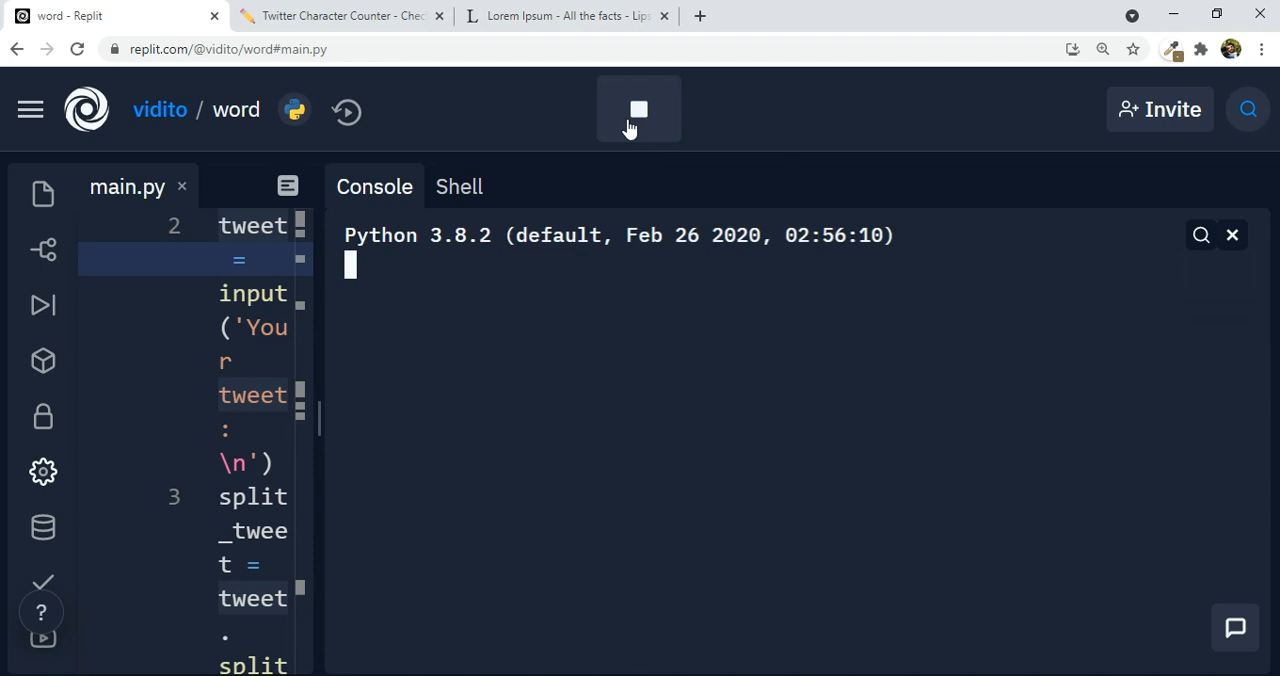 word - Replit
Twitter Character Counter - Chec
Lorem Ipsum - All the facts - Lips
replit.com/@vidito/word#main.py
vidito / word
Invite
main.py
Console
Shell
2 tweet
=
input
('You
r
tweet
:
\n')
3 split
_twee
t =
tweet
.
split
Python 3.8.2 (default, Feb 26 2020, 02:56:10)
?